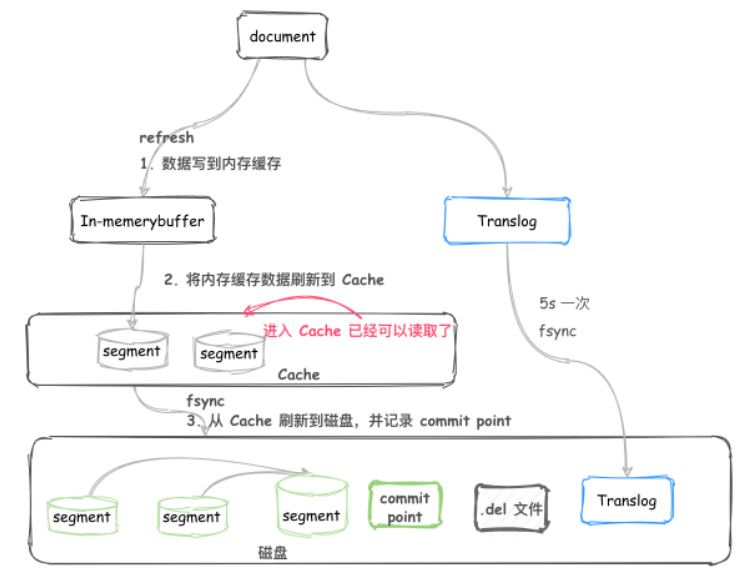 document
refresh
1. 数据写到内存缓存
In-memerybuffer
Translog
2. 将内存缓存数据刷新到 Cache
5s 一次
fsync
进入 Cache 已经可以读取了
segment
segment
Cache
fsync
3. 从 Cache 刷新到磁盘，并记录 commit point
segment
segment
segment
commit
point
.del 文件
Translog
磁盘